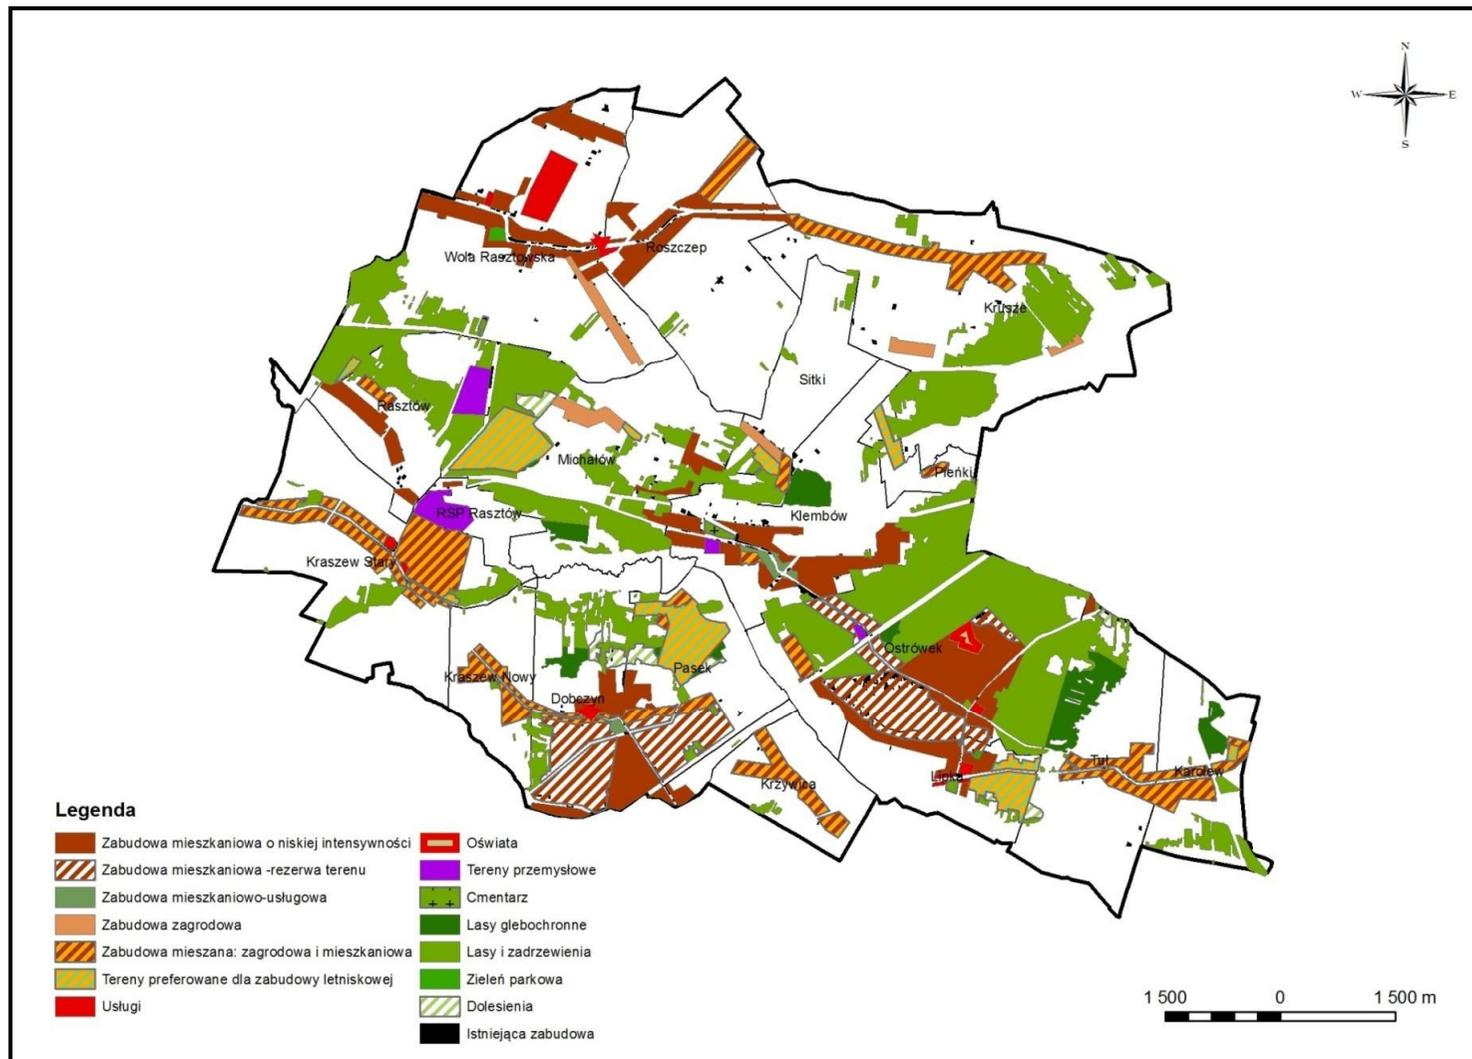 N
W E
S
Wola Rasztowska
Roszczep
Krusze
Sitki
Rasztów
Michałów
Pieńki
RSP Rasztów
Klembów
Kraszew Stary
Ostrówek
Pasek
Kraszew Nowy
Dobczyn
Tuł
Karolew
Lipka
Krzywica
Legenda
Zabudowa mieszkaniowa o niskiej intensywności
Zabudowa mieszkaniowa -rezerwa terenu
Zabudowa mieszkaniowo-usługowa
Zabudowa zagrodowa
Zabudowa mieszana: zagrodowa i mieszkaniowa
Tereny preferowane dla zabudowy letniskowej
Usługi
Oświata
Tereny przemysłowe
Cmentarz
Lasy glebochronne
Lasy i zadrzewienia
Zieleń parkowa
Dolesienia
Istniejąca zabudowa
1 500 0 1 500 m